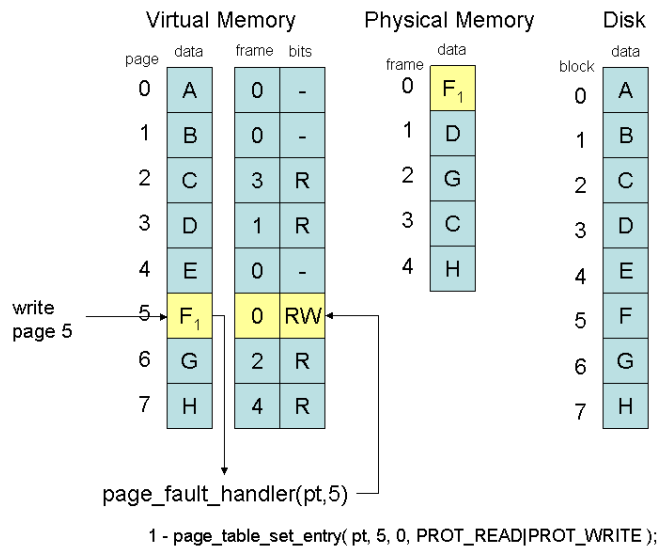 Virtual Memory Physical Memory Disk
page data frame bits frame data block data
0 A 0 - 0 F1 0 A
1 B 0 - 1 D 1 B
2 C 3 R 2 G 2 C
3 D 1 R 3 C 3 D
4 E 0 - 4 H 4 E
write
page 5
5 F1 0 RW 5 F
6 G 2 R 6 G
7 H 4 R 7 H
page_fault_handler(pt,5)
1 - page_table_set_entry( pt, 5, 0, PROT_READ|PROT_WRITE );